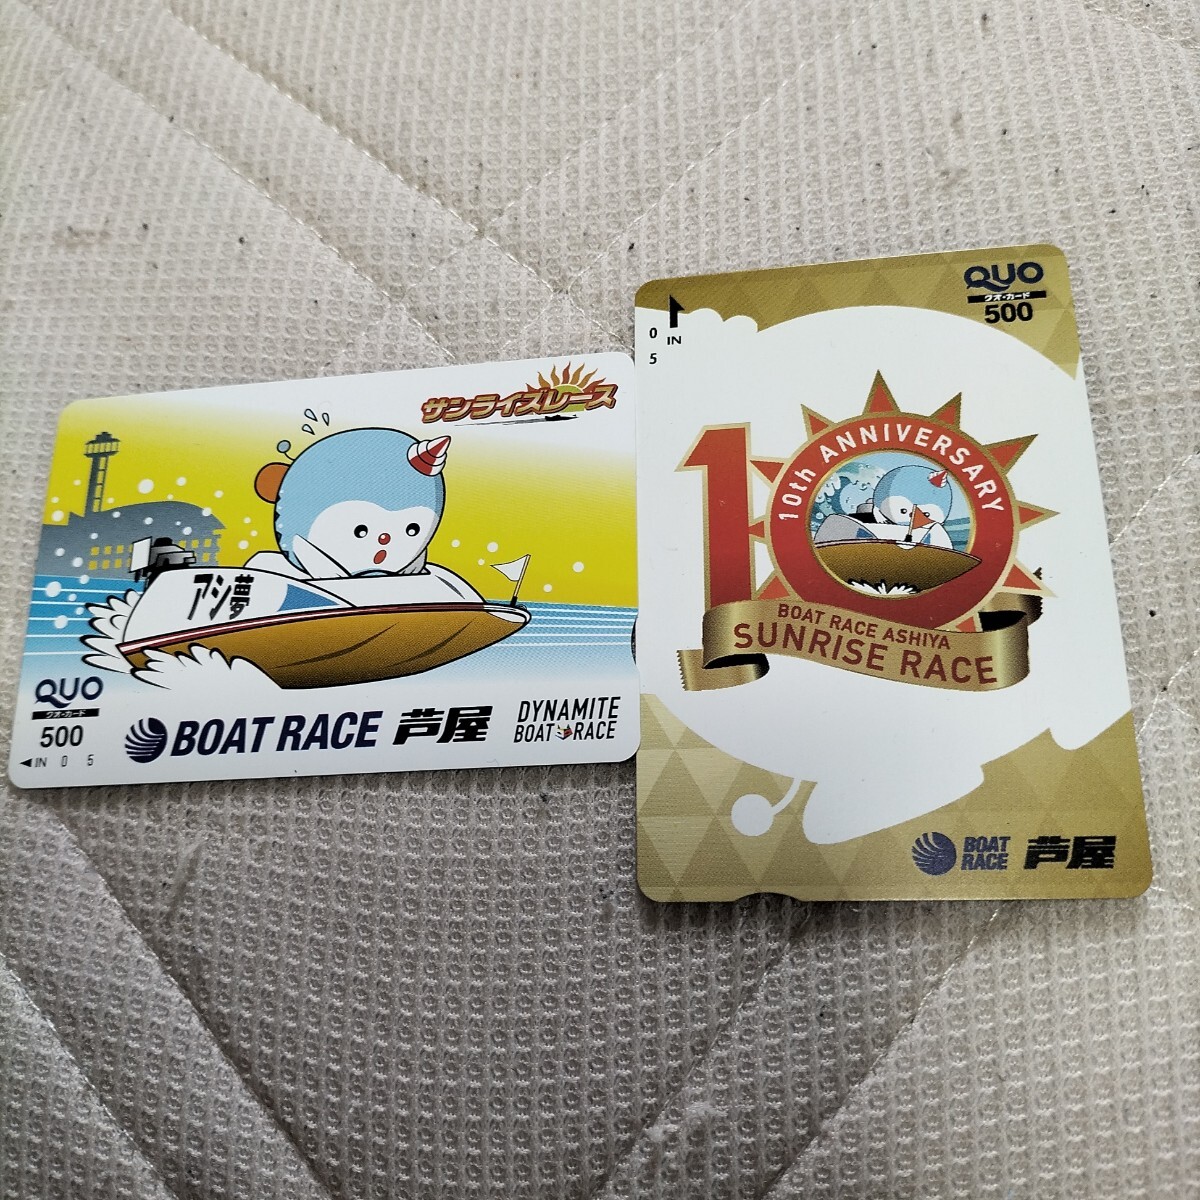 サンライズレース
アシ夢
QUO
クオ・カード
500
IN 0 5
BOAT RACE 芦屋
DYNAMITE
BOAT RACE
QUO
クオ・カード
500
0
IN
5
10
10th ANNIVERSARY
BOAT RACE ASHIYA
SUNRISE RACE
BOAT
RACE
芦屋